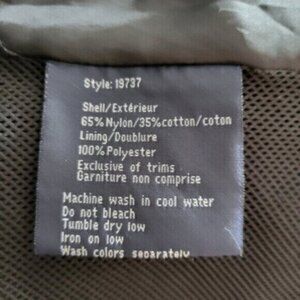 Style: 19737
Shell/Extérieur
65%Nylon/35%cotton/coton
Lining/Doublure
100%Polyester
Exclusive of trims
Garniture non comprise
Machine wash in cool water
Do not bleach
Tumble dry low
Iron on low
Wash colors separately